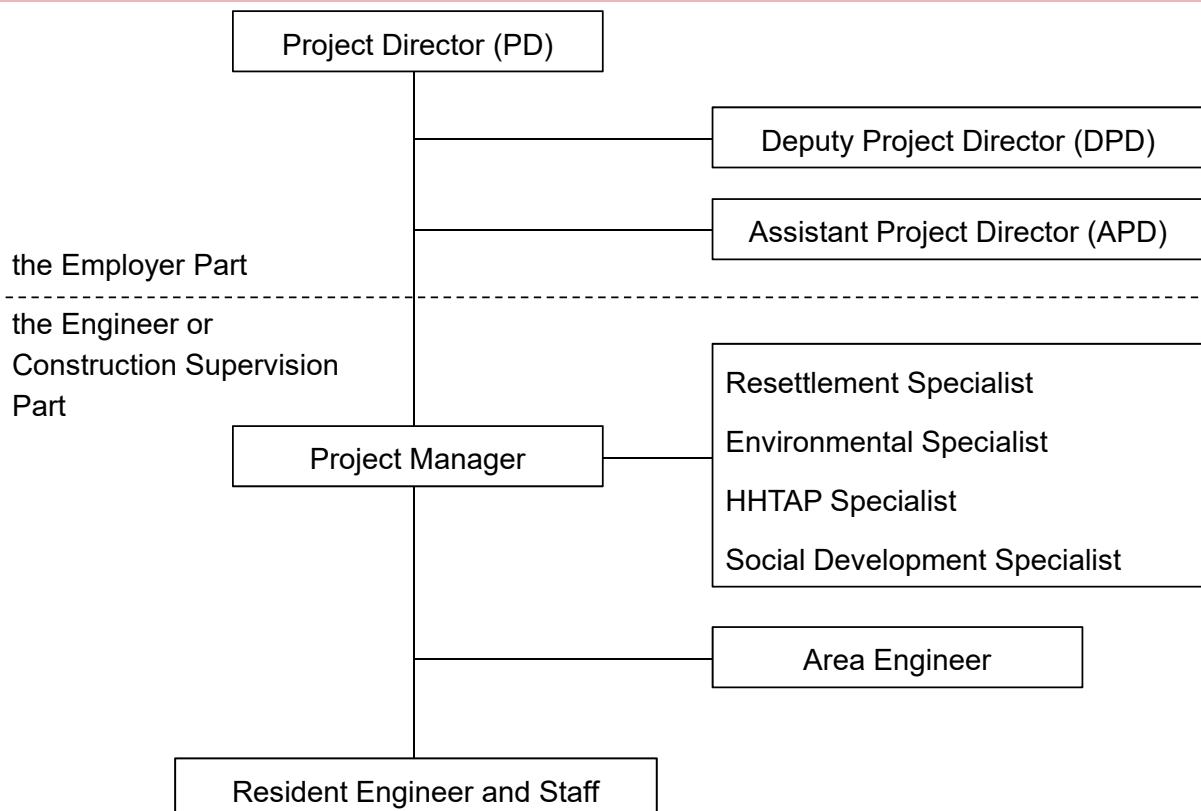 Project Director (PD)
Deputy Project Director (DPD)
Assistant Project Director (APD)
the Employer Part
the Engineer or
Construction Supervision
Part
Resettlement Specialist
Environmental Specialist
HHTAP Specialist
Social Development Specialist
Project Manager
Area Engineer
Resident Engineer and Staff